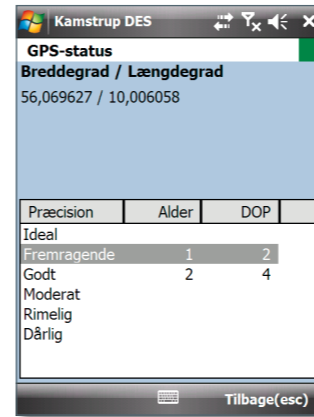 Kamstrup DES
GPS-status
Breddegrad / Længdegrad
56,069627 / 10,006058
Præcision Alder DOP
Ideal
Fremragende 1 2
Godt 2 4
Moderat
Rimelig
Dårlig
Tilbage(esc)